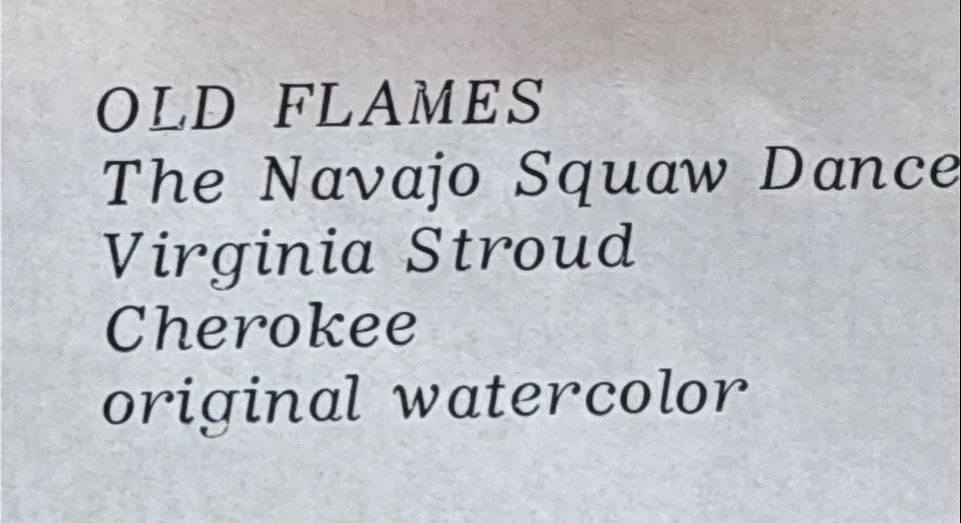 OLD FLAMES
The Navajo Squaw Dance
Virginia Stroud
Cherokee
original watercolor